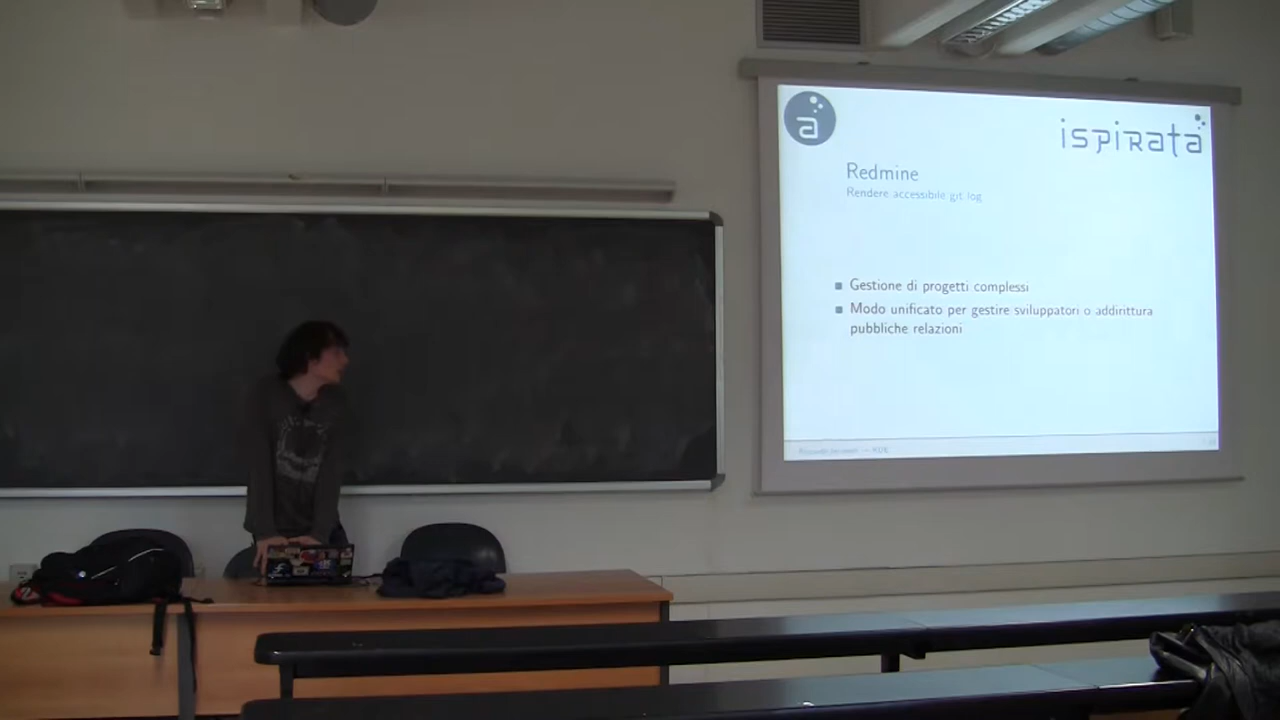 a
ispirata
Redmine
Rendere accessibile git log
Gestione di progetti complessi
Modo unificato per gestire sviluppatori o addirittura
pubbliche relazioni